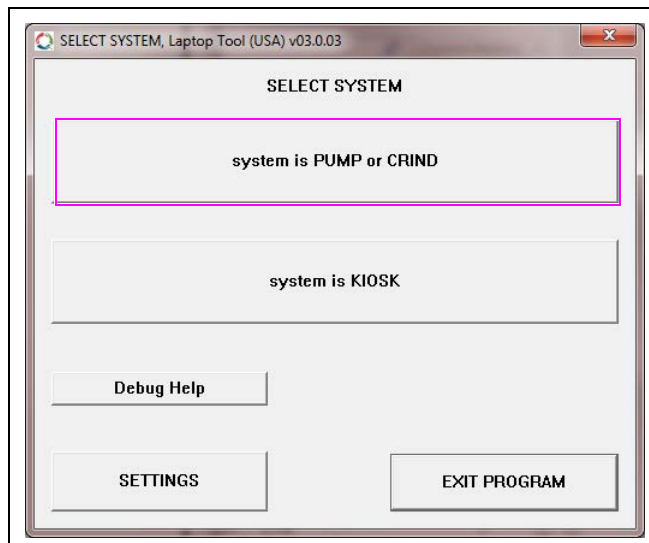 SELECT SYSTEM, Laptop Tool (USA) v03.0.03
SELECT SYSTEM
system is PUMP or CRIND
system is KIOSK
Debug Help
SETTINGS
EXIT PROGRAM